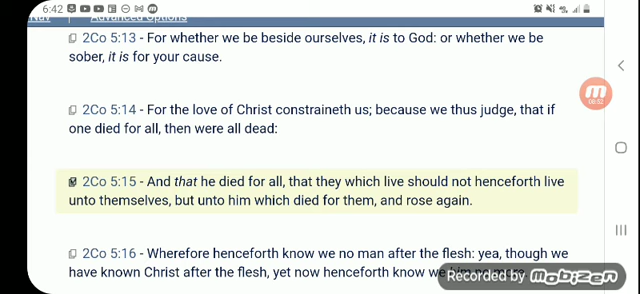 6:42
Nav | Advanced Options
2Co 5:13 - For whether we be beside ourselves, it is to God: or whether we be
sober, it is for your cause.
2Co 5:14 - For the love of Christ constraineth us; because we thus judge, that if
one died for all, then were all dead:
2Co 5:15 - And that he died for all, that they which live should not henceforth live
unto themselves, but unto him which died for them, and rose again.
2Co 5:16 - Wherefore henceforth know we no man after the flesh: yea, though we
have known Christ after the flesh, yet now henceforth know we him no more.
Recorded by Mobizen